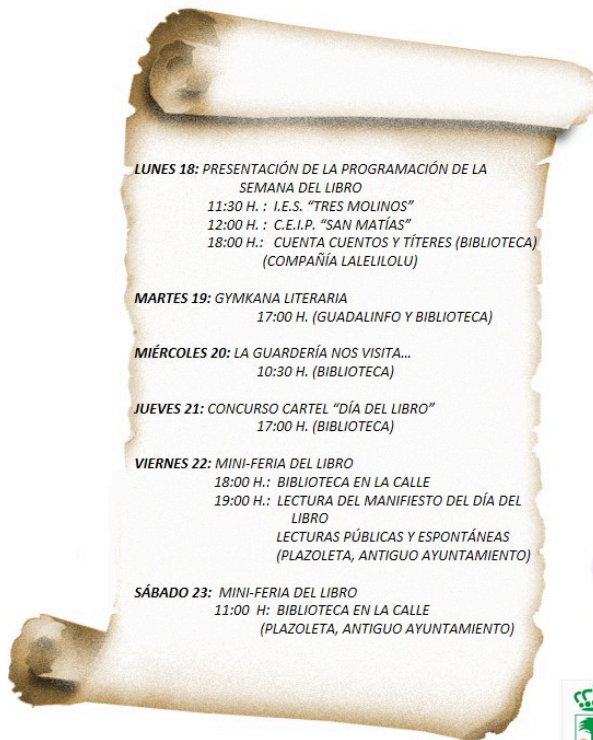 LUNES 18: PRESENTACIÓN DE LA PROGRAMACIÓN DE LA
SEMANA DEL LIBRO
11:30 H. : I.E.S. “TRES MOLINOS”
12:00 H. : C.E.I.P. “SAN MATÍAS”
18:00 H.: CUENTA CUENTOS Y TÍTERES (BIBLIOTECA)
(COMPAÑÍA LALELILOLU)
MARTES 19: GYMKANA LITERARIA
17:00 H. (GUADALINFO Y BIBLIOTECA)
MIÉRCOLES 20: LA GUARDERÍA NOS VISITA...
10:30 H. (BIBLIOTECA)
JUEVES 21: CONCURSO CARTEL “DÍA DEL LIBRO”
17:00 H. (BIBLIOTECA)
VIERNES 22: MINI-FERIA DEL LIBRO
18:00 H.: BIBLIOTECA EN LA CALLE
19:00 H.: LECTURA DEL MANIFIESTO DEL DÍA DEL
LIBRO
LECTURAS PÚBLICAS Y ESPONTÁNEAS
(PLAZOLETA, ANTIGUO AYUNTAMIENTO)
SÁBADO 23: MINI-FERIA DEL LIBRO
11:00 H: BIBLIOTECA EN LA CALLE
(PLAZOLETA, ANTIGUO AYUNTAMIENTO)